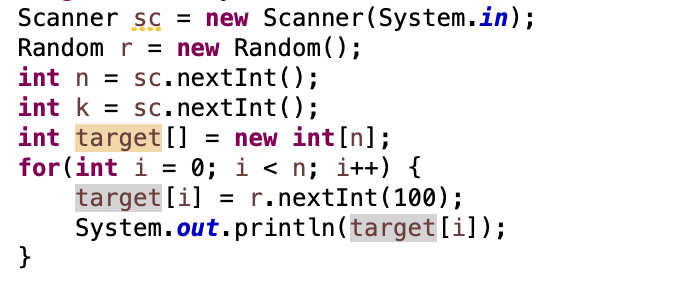 Scanner sc = new Scanner(System.in);
Random r = new Random();
int n = sc.nextInt();
int k = sc.nextInt();
int target[] = new int[n];
for(int i = 0; i < n; i++) {
    target[i] = r.nextInt(100);
    System.out.println(target[i]);
}